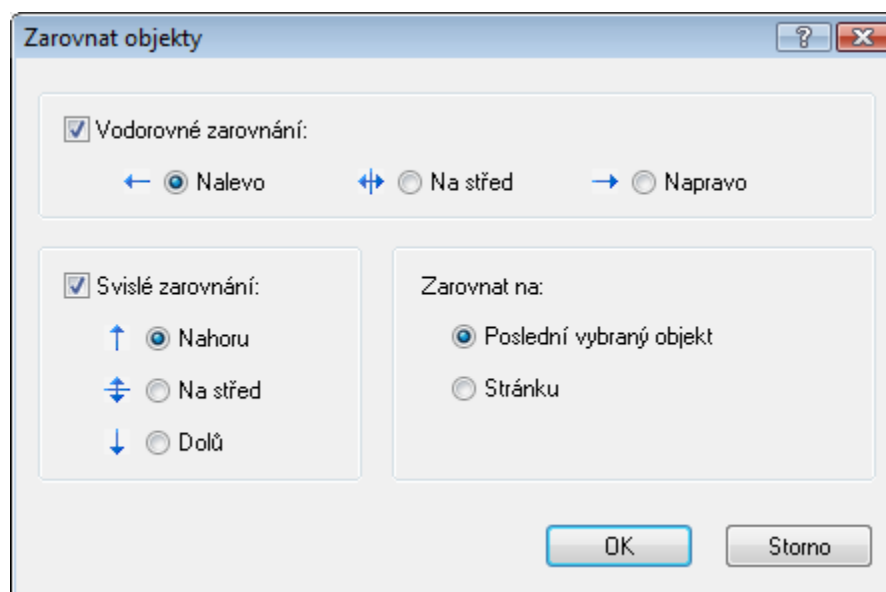 Zarovnat objekty
Vodorovné zarovnání:
Nalevo Na střed Napravo
Svislé zarovnání:
Nahoru
Na střed
Dolů
Zarovnat na:
Poslední vybraný objekt
Stránku
OK Storno